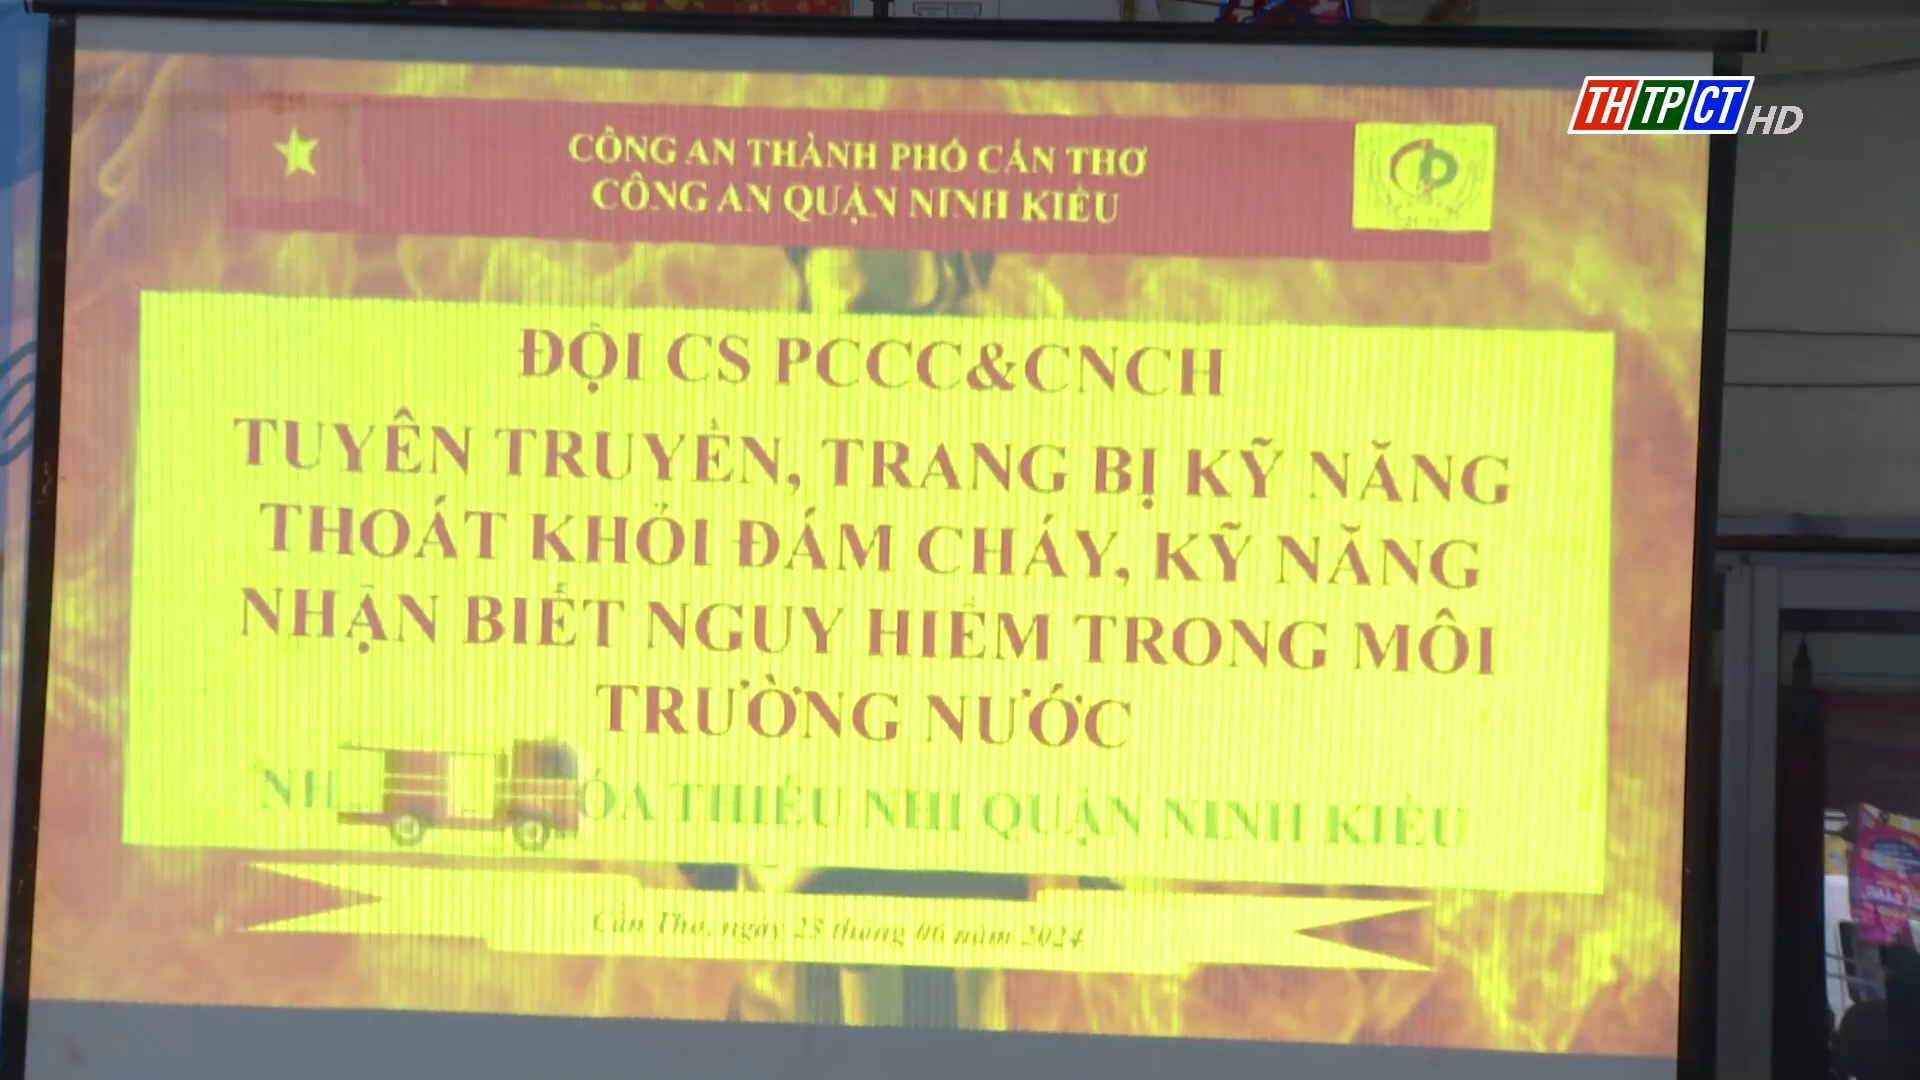 THTPCT HD
CÔNG AN THÀNH PHỐ CẦN THƠ
CÔNG AN QUẬN NINH KIỀU
ĐỘI CS PCCC&CNCH
TUYÊN TRUYỀN, TRANG BỊ KỸ NĂNG
THOÁT KHỎI ĐÁM CHÁY, KỸ NĂNG
NHẬN BIẾT NGUY HIỂM TRONG MÔI
TRƯỜNG NƯỚC
THIẾU NHI QUẬN NINH KIỀU
Cần Thơ, ngày 23 tháng 06 năm 2024